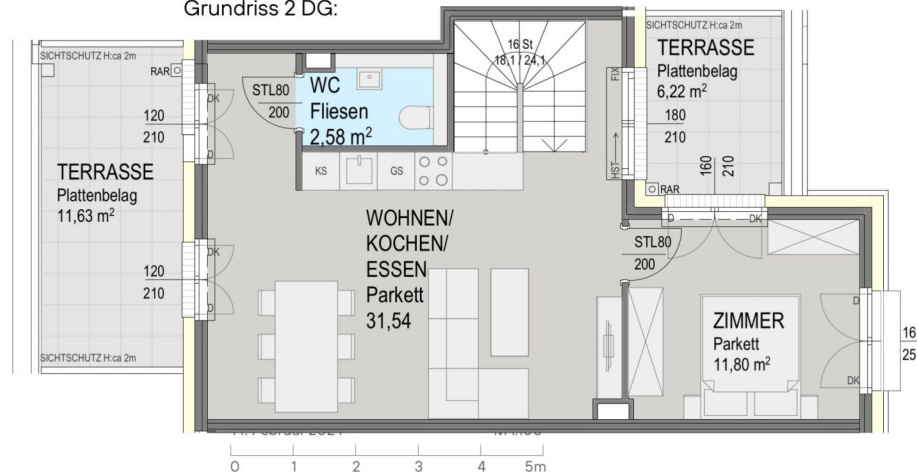 Grundriss 2 DG:
SICHTSCHUTZ H:ca 2m
RAR
DK
120
210
D
TERRASSE
Plattenbelag
11,63 m²
DK
120
210
D
SICHTSCHUTZ H:ca 2m
STL80
200
WC
Fliesen
2,58 m²
16 St
18,1 / 24,1
KS
GS
FIX
HST
SICHTSCHUTZ H:ca 2m
TERRASSE
Plattenbelag
6,22 m²
180
210
160
210
RAR
D
DK
WOHNEN/
KOCHEN/
ESSEN
Parkett
31,54
STL80
200
ZIMMER
Parkett
11,80 m²
D
DK
16
25
0 1 2 3 4 5m